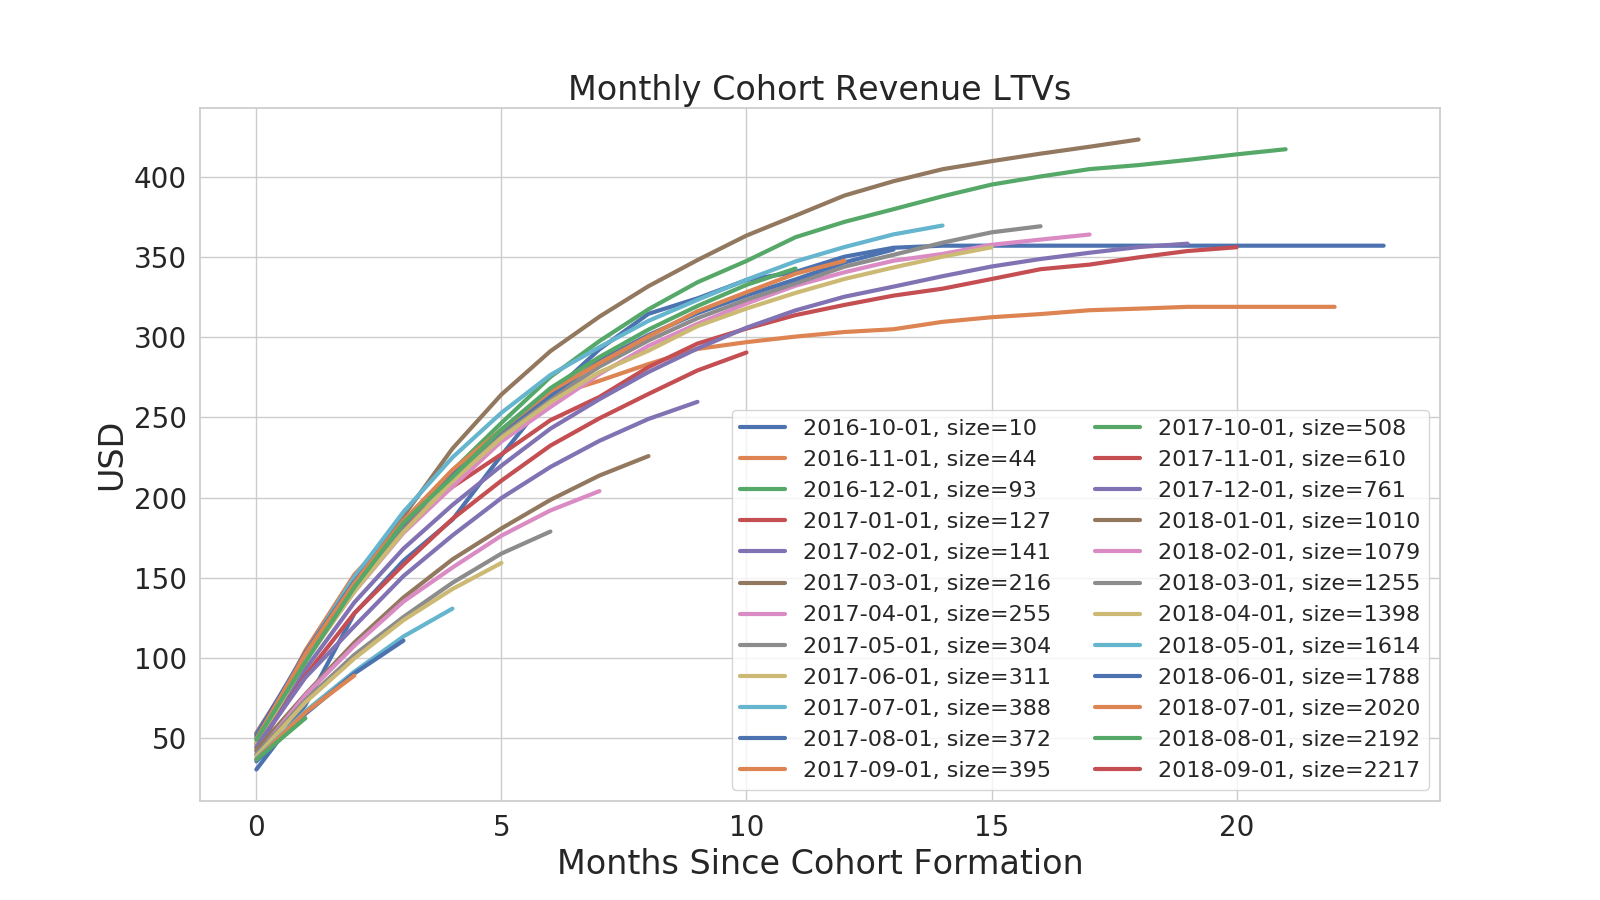 Monthly Cohort Revenue LTVs
USD
400
350
300
250
200
150
100
50
2016-10-01, size=10
2016-11-01, size=44
2016-12-01, size=93
2017-01-01, size=127
2017-02-01, size=141
2017-03-01, size=216
2017-04-01, size=255
2017-05-01, size=304
2017-06-01, size=311
2017-07-01, size=388
2017-08-01, size=372
2017-09-01, size=395
2017-10-01, size=508
2017-11-01, size=610
2017-12-01, size=761
2018-01-01, size=1010
2018-02-01, size=1079
2018-03-01, size=1255
2018-04-01, size=1398
2018-05-01, size=1614
2018-06-01, size=1788
2018-07-01, size=2020
2018-08-01, size=2192
2018-09-01, size=2217
0 5 10 15 20
Months Since Cohort Formation